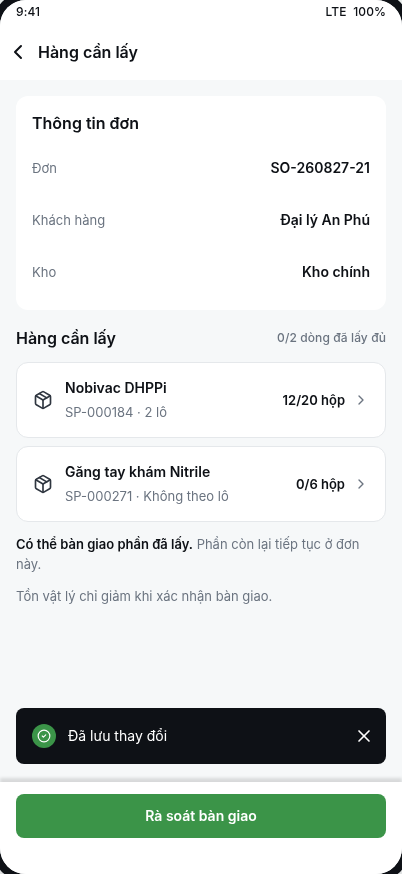 9:41
LTE 100%
Hàng cần lấy
Thông tin đơn
Đơn
SO-260827-21
Khách hàng
Đại lý An Phú
Kho
Kho chính
Hàng cần lấy
0/2 dòng đã lấy đủ
Nobivac DHPPi
SP-000184 · 2 lô
12/20 hộp
Găng tay khám Nitrile
SP-000271 · Không theo lô
0/6 hộp
Có thể bàn giao phần đã lấy. Phần còn lại tiếp tục ở đơn
này.
Tồn vật lý chỉ giảm khi xác nhận bàn giao.
Đã lưu thay đổi
Rà soát bàn giao